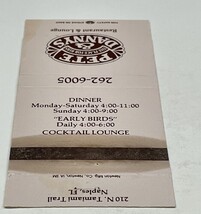 Restaurant & Lounge
PETE
&
DANNYS
262-6005
DINNER
Monday-Saturday 4:00-11:00
Sunday 4:00-9:00
"EARLY BIRDS"
Daily 4:00-6:00
COCKTAIL LOUNGE
210 N. Tamiami Trail
Naples, FL